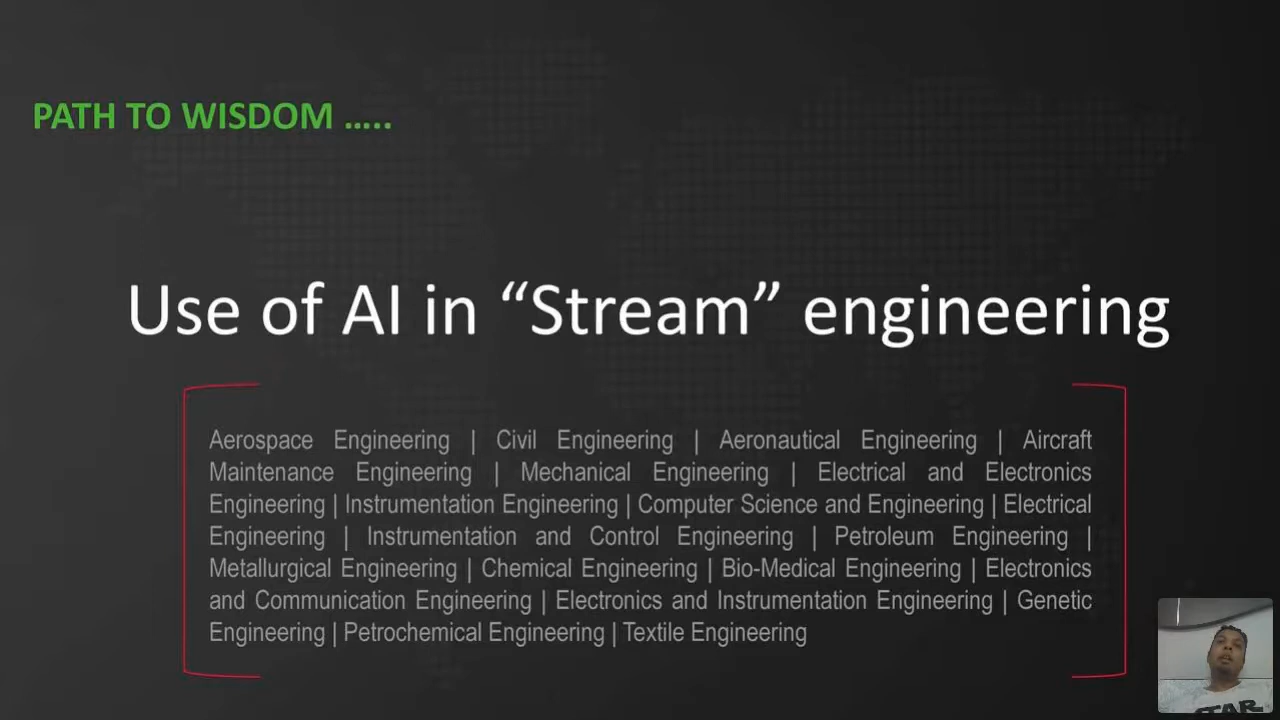 PATH TO WISDOM .....
Use of AI in “Stream” engineering
Aerospace Engineering | Civil Engineering | Aeronautical Engineering | Aircraft
Maintenance Engineering | Mechanical Engineering | Electrical and Electronics
Engineering | Instrumentation Engineering | Computer Science and Engineering | Electrical
Engineering | Instrumentation and Control Engineering | Petroleum Engineering |
Metallurgical Engineering | Chemical Engineering | Bio-Medical Engineering | Electronics
and Communication Engineering | Electronics and Instrumentation Engineering | Genetic
Engineering | Petrochemical Engineering | Textile Engineering